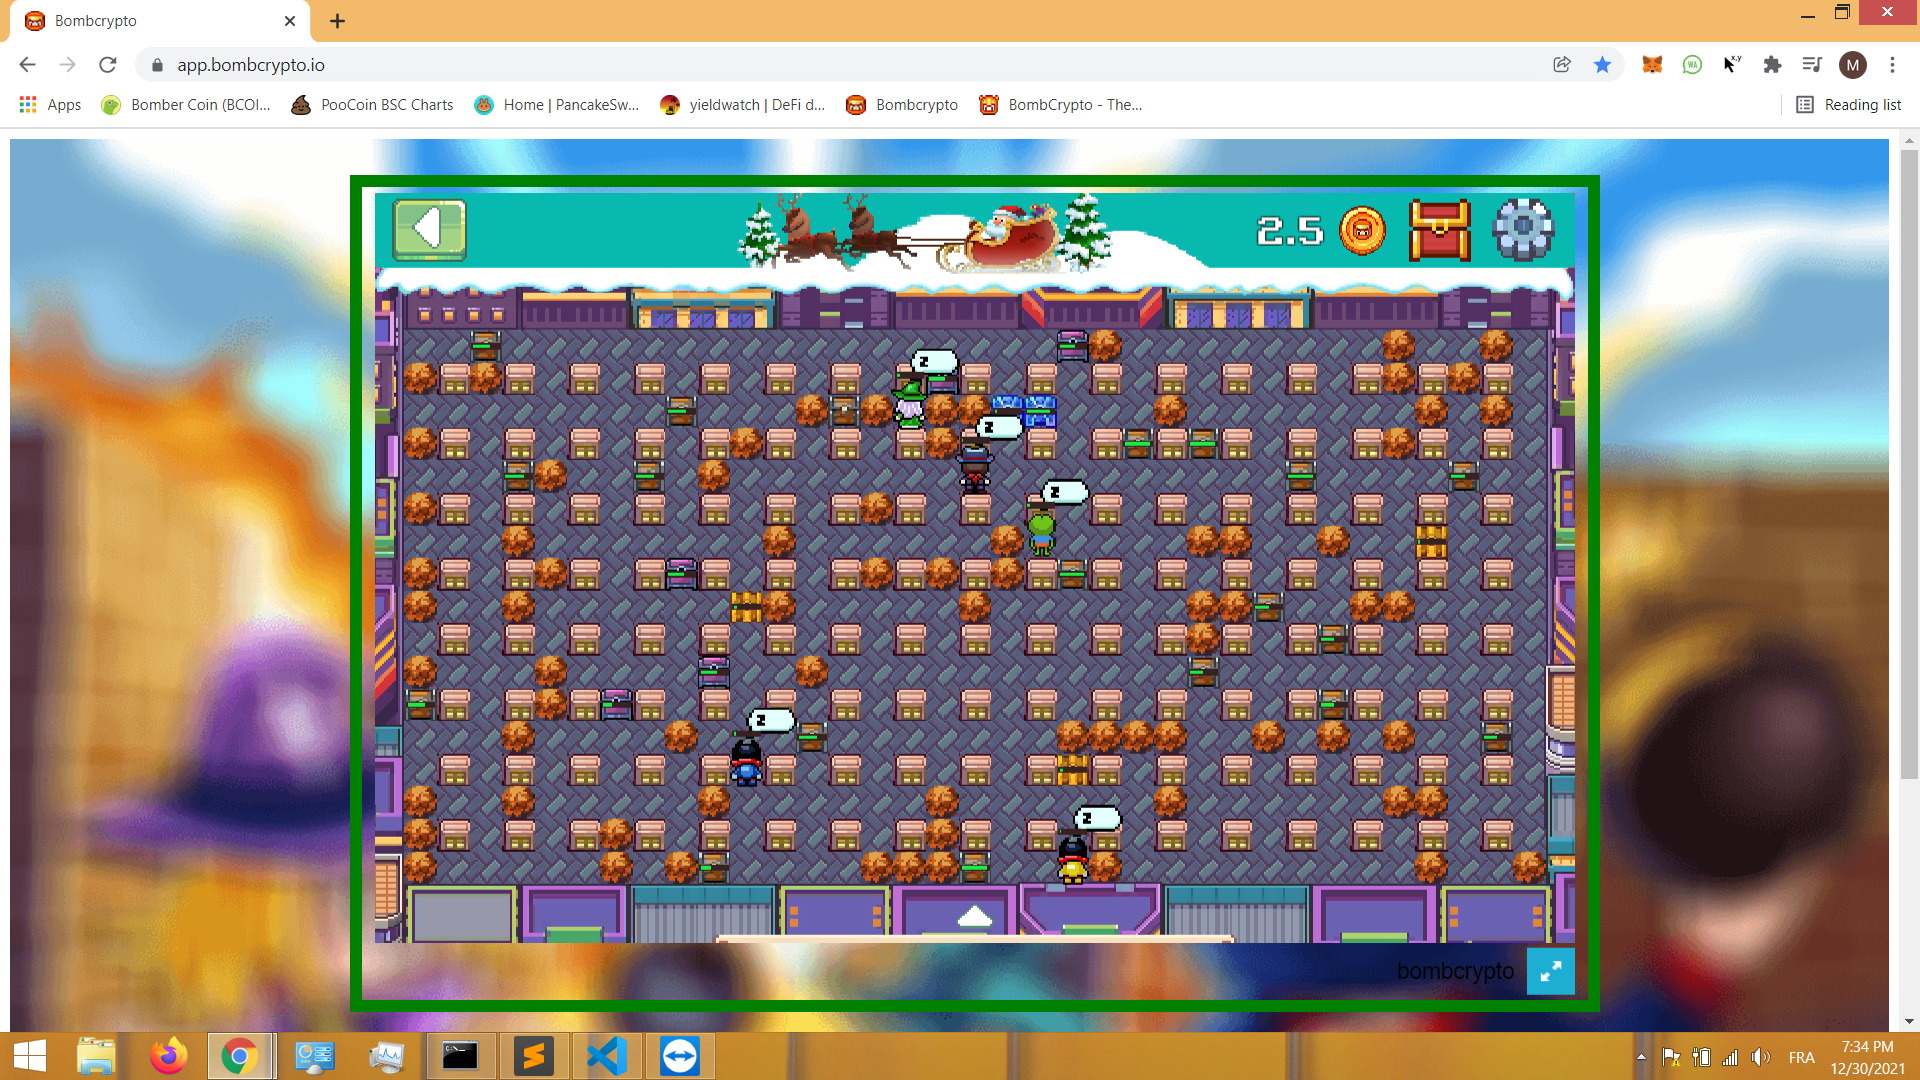 Bombcrypto
app.bombcrypto.io
M
Apps
Bomber Coin (BCOI...
PooCoin BSC Charts
Home | PancakeSw...
yieldwatch | DeFi d...
Bombcrypto
BombCrypto - The...
Reading list
2.5
z
z
z
z
z
bombcrypto
FRA
7:34 PM
12/30/2021